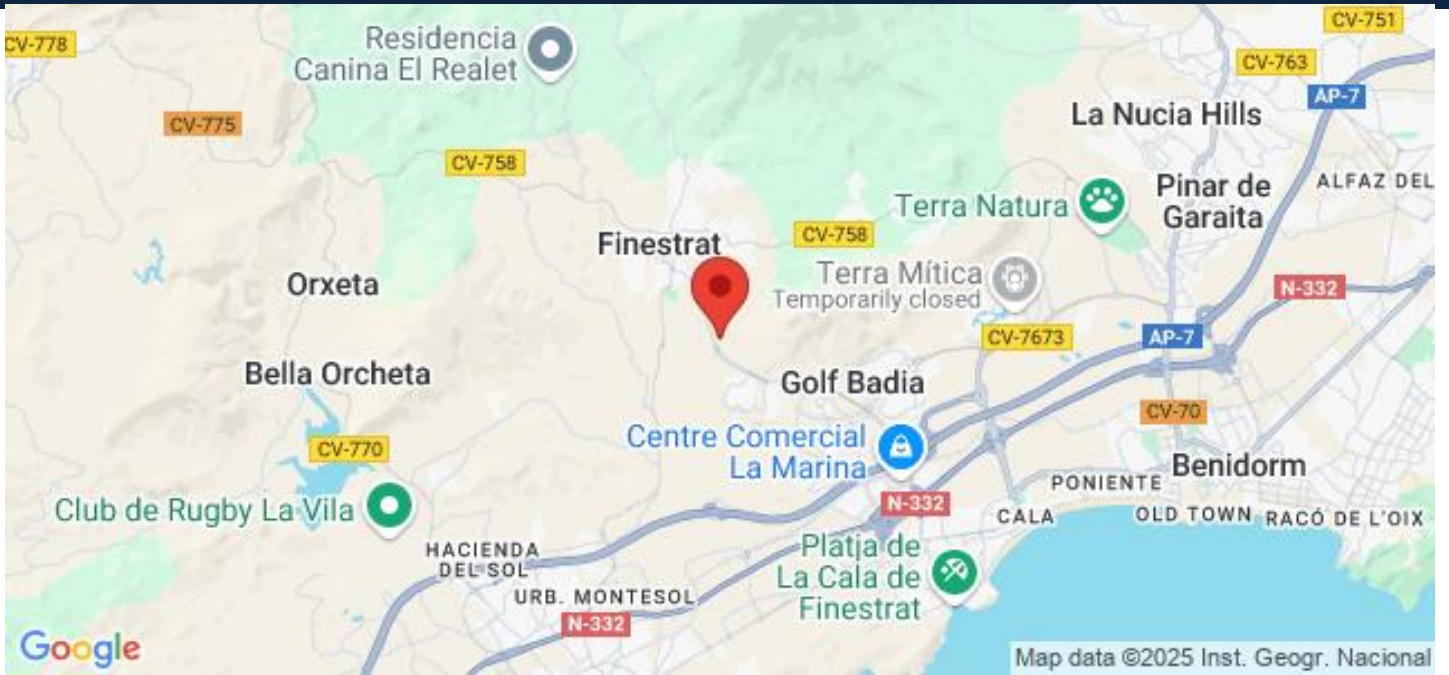 CV-778
Residencia
Canina El Realet
CV-751
CV-763
AP-7
CV-775
La Nucia Hills
CV-758
Pinar de
Garaita
ALFAZ DEL
Terra Natura
Finestrat
CV-758
Orxeta
Terra Mítica
Temporarily closed
N-332
CV-7673
AP-7
Bella Orcheta
Golf Badia
CV-70
Centre Comercial
La Marina
CV-770
Benidorm
PONIENTE
Club de Rugby La Vila
N-332
CALA
OLD TOWN
RACÓ DE L'OIX
HACIENDA
DEL SOL
Platja de
La Cala de
Finestrat
URB. MONTESOL
N-332
Google
Map data ©2025 Inst. Geogr. Nacional